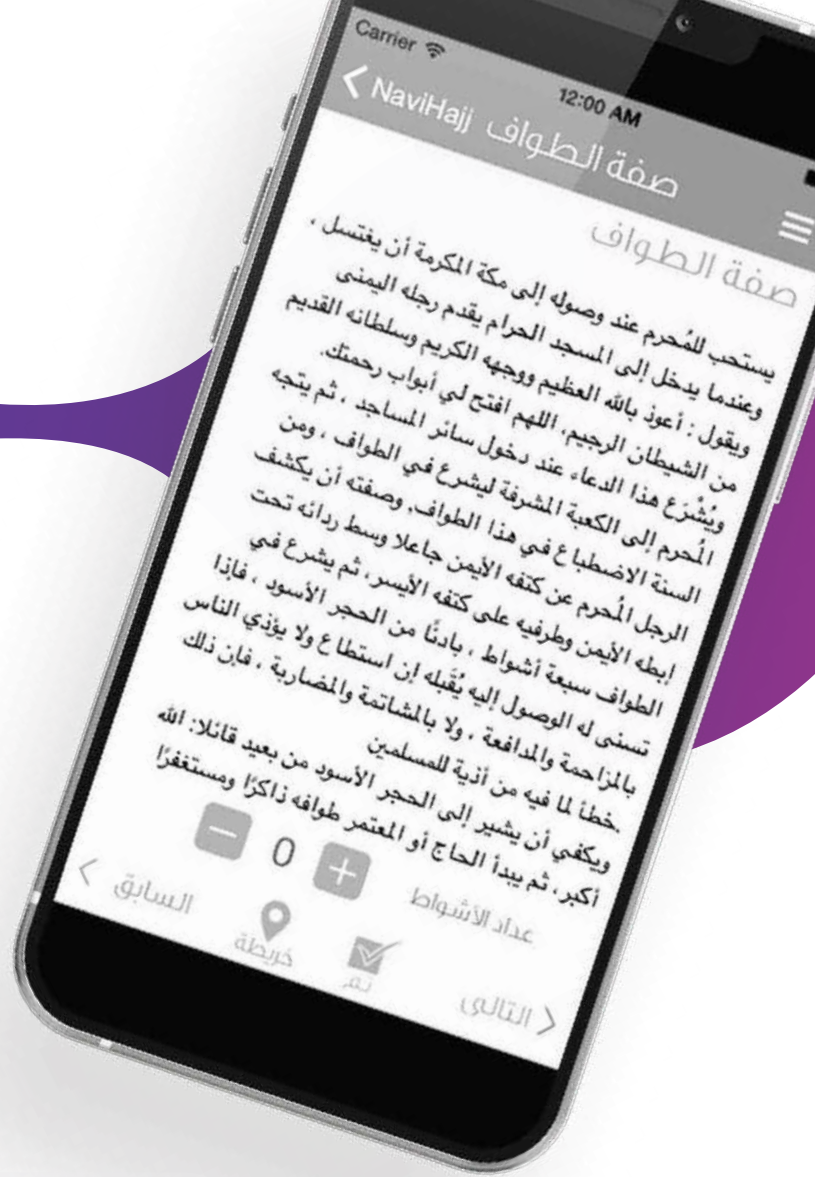 Carrier
12:00 AM
NaviHajj صفة الطواف
صفة الطواف
يستحب للمُحرم عند وصوله إلى مكة المكرمة أن يغتسل ،
وعندما يدخل إلى المسجد الحرام يقدم رجله اليمنى
ويقول : أعوذ بالله العظيم ووجهه الكريم وسلطانه القديم
من الشيطان الرجيم، اللهم افتح لي أبواب رحمتك.
ويُشْرَع هذا الدعاء عند دخول سائر المساجد ، ثم يتجه
المُحرم إلى الكعبة المشرفة ليشرع في الطواف ، ومن
السنة الاضطباع في هذا الطواف, وصفته أن يكشف
الرجل المُحرم عن كتفه الأيمن جاعلا وسط ردائه تحت
إبطه الأيمن وطرفيه على كتفه الأيسر، ثم يشرع في
الطواف سبعة أشواط ، بادئًا من الحجر الأسود ، فإذا
تسنى له الوصول إليه يُقَبله إن استطاع ولا يؤذي الناس
بالمزاحمة والمدافعة ، ولا بالمشاتمة والمضاربة ، فإن ذلك
خطأ لما فيه من أذية للمسلمين.
ويكفي أن يشير إلى الحجر الأسود من بعيد قائلا: الله
أكبر، ثم يبدأ الحاج أو المعتمر طوافه ذاكرًا ومستغفرًا
عداد الأشواط + 0 −
التالى
تم
خريطة
السابق